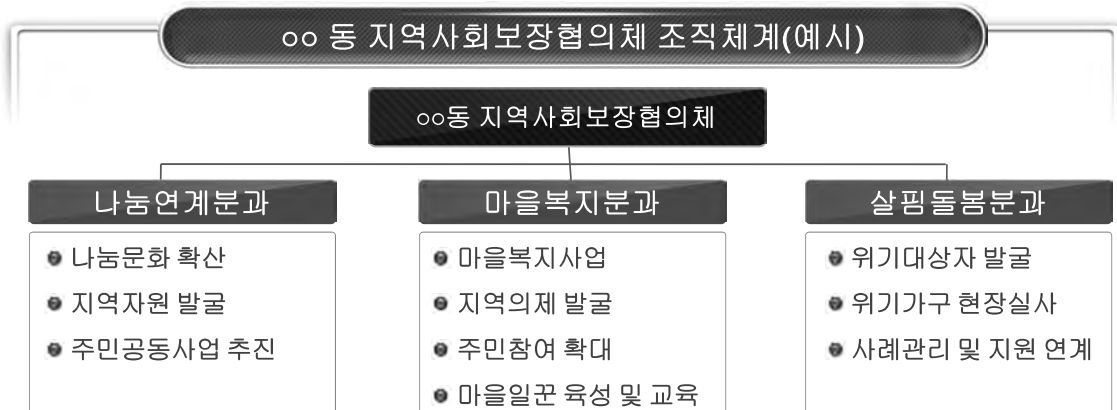 ○○ 동 지역사회보장협의체 조직체계(예시)
○○동 지역사회보장협의체
나눔연계분과
나눔문화 확산
지역자원 발굴
주민공동사업 추진
마을복지분과
마을복지사업
지역의제 발굴
주민참여 확대
마을일꾼 육성 및 교육
살핌돌봄분과
위기대상자 발굴
위기가구 현장실사
사례관리 및 지원 연계